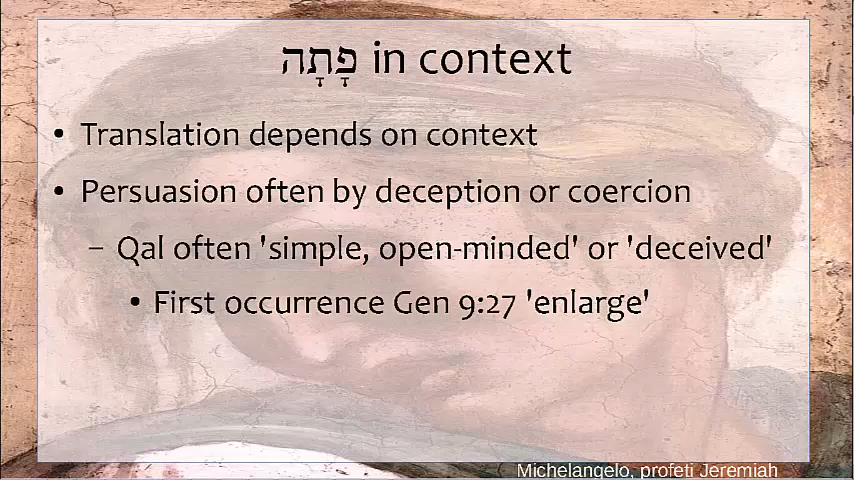 פָּתָה in context
• Translation depends on context
• Persuasion often by deception or coercion
– Qal often 'simple, open-minded' or 'deceived'
• First occurrence Gen 9:27 'enlarge'
Michelangelo, profeti Jeremiah